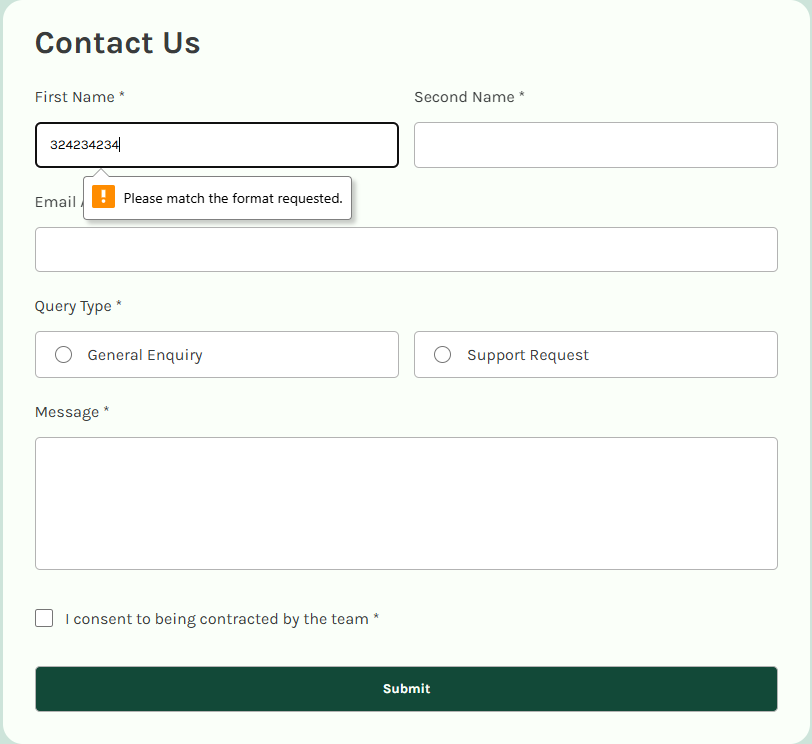 Contact Us
First Name * Second Name *
324234234
Please match the format requested.
Email
Query Type *
General Enquiry Support Request
Message *
I consent to being contracted by the team *
Submit